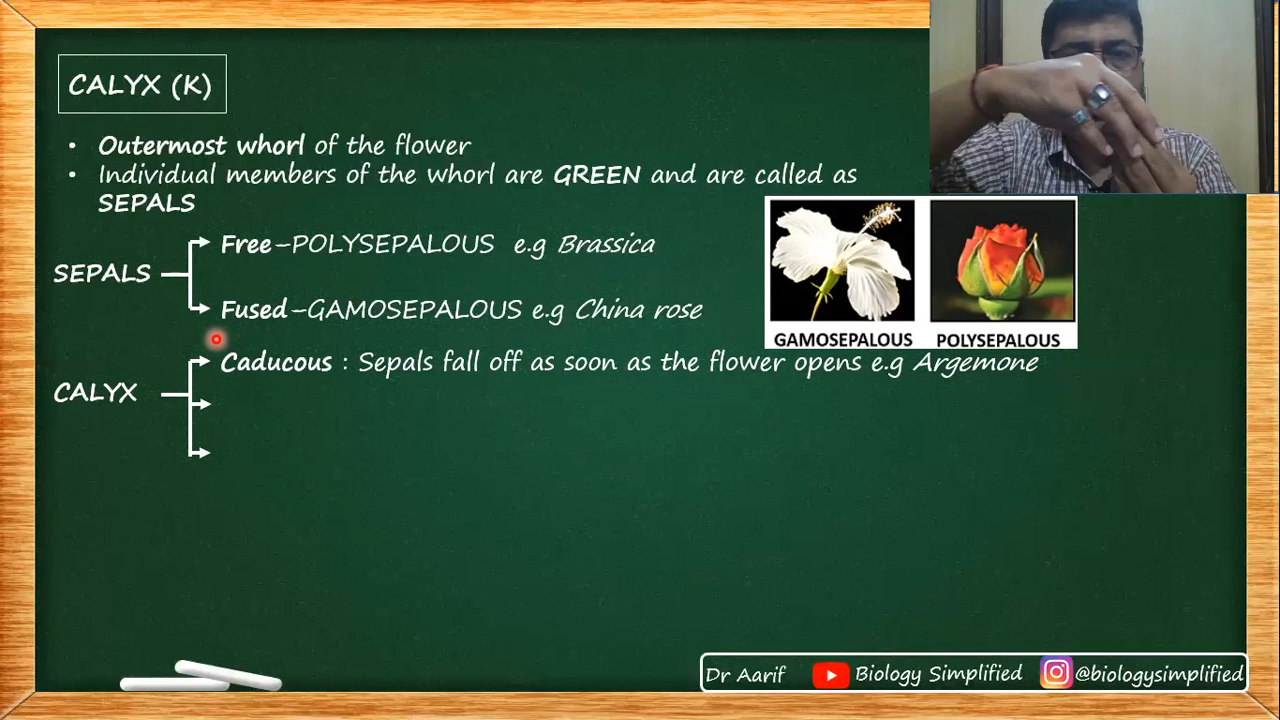 CALYX (K)
• Outermost whorl of the flower
• Individual members of the whorl are GREEN and are called as
SEPALS
SEPALS
Free–POLYSEPALOUS e.g Brassica
Fused–GAMOSEPALOUS e.g China rose
GAMOSEPALOUS
POLYSEPALOUS
CALYX
Caducous : Sepals fall off as soon as the flower opens e.g Argemone
Dr Aarif Biology Simplified @biologysimplified